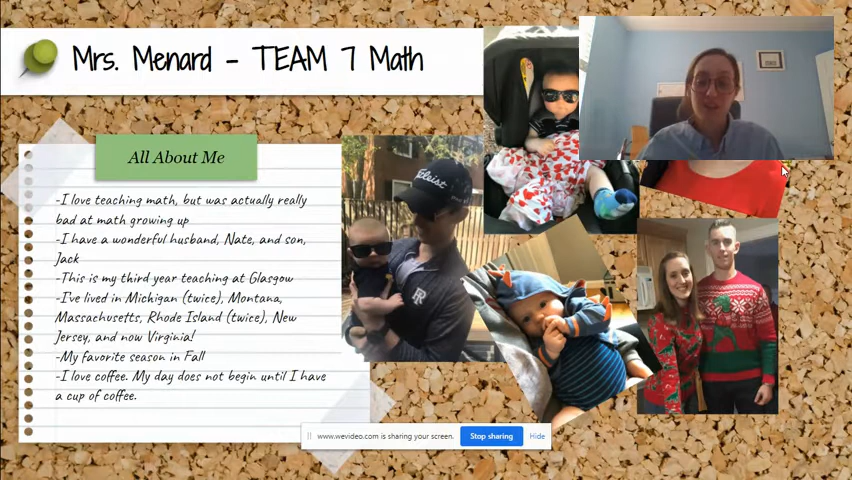 Mrs. Menard - TEAM 7 Math
All About Me
-I love teaching math, but was actually really
bad at math growing up
-I have a wonderful husband, Nate, and son,
Jack
-This is my third year teaching at Glasgow
-I've lived in Michigan (twice), Montana,
Massachusetts, Rhode Island (twice), New
Jersey, and now Virginia!
-My favorite season in Fall
-I love coffee. My day does not begin until I have
a cup of coffee.
Titleist
www.wevideo.com is sharing your screen.
Stop sharing
Hide